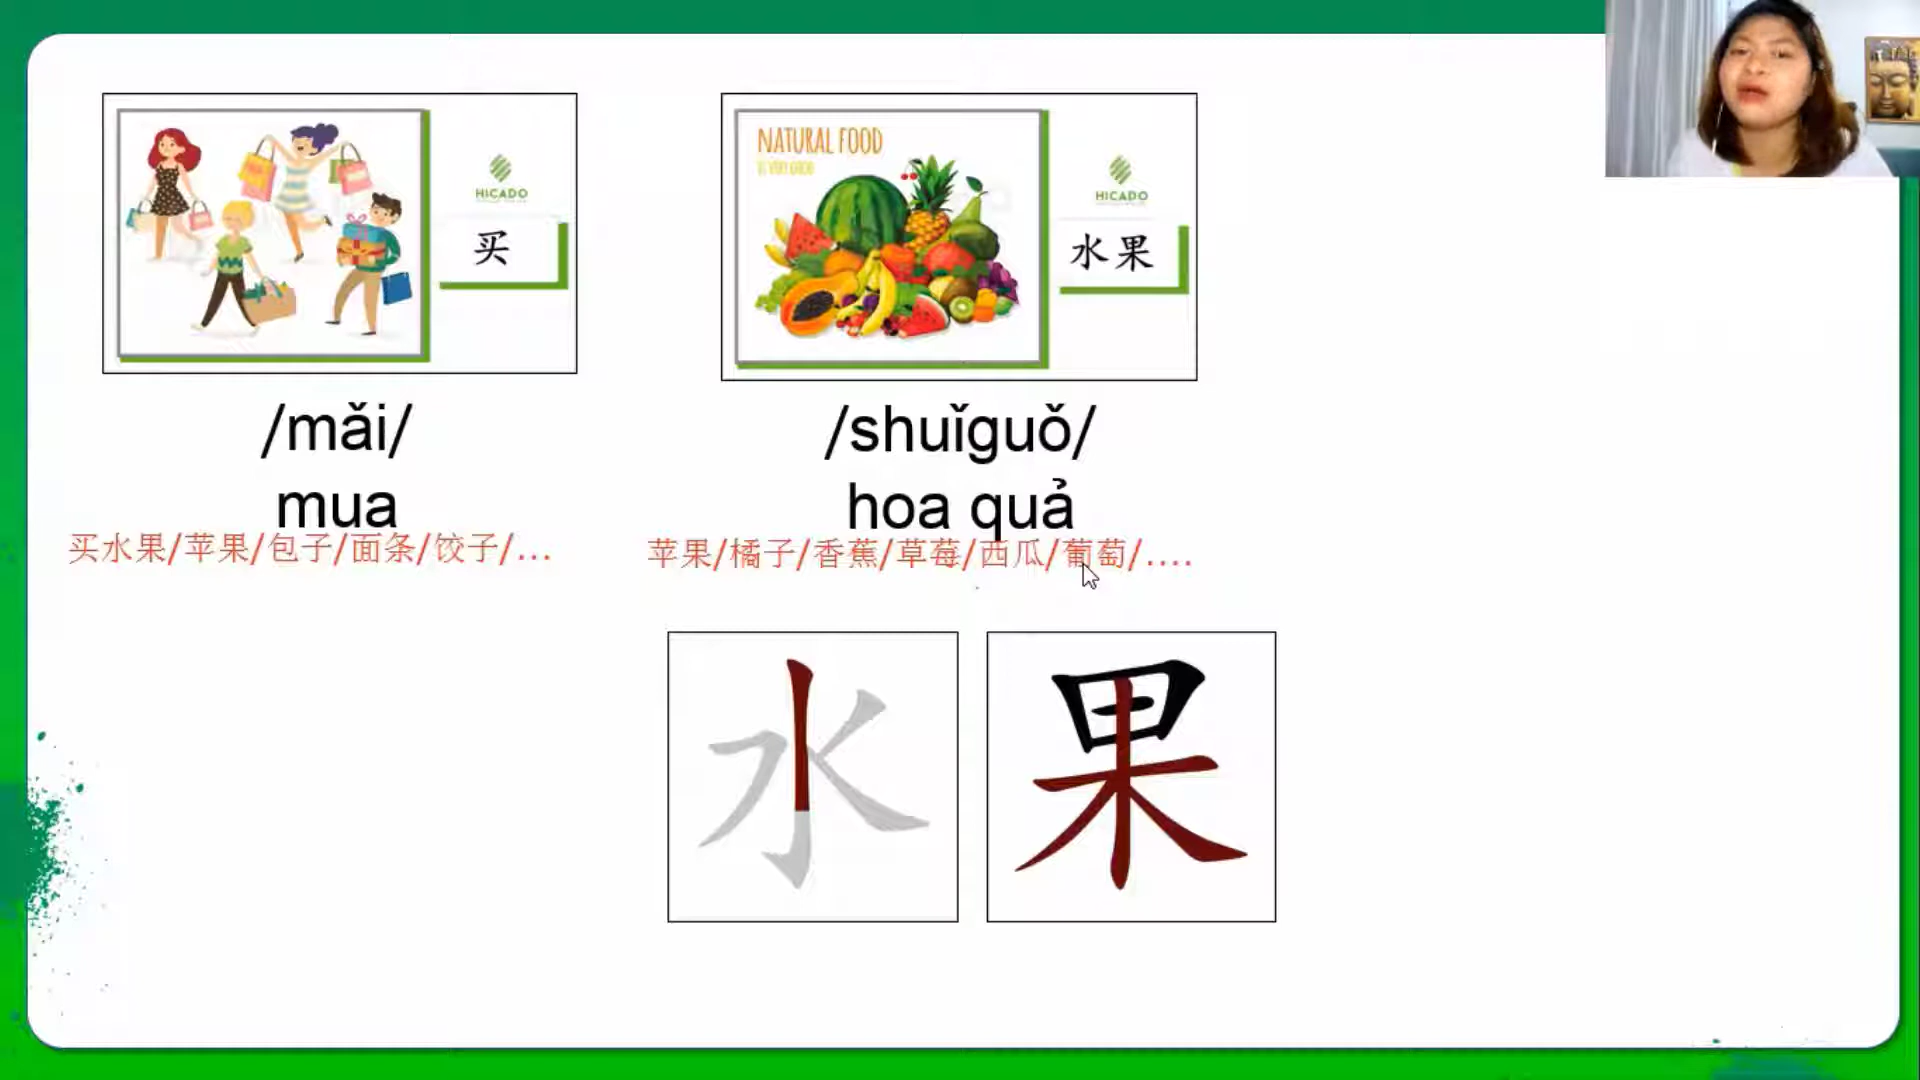 HICADO
买
/mǎi/
mua
买水果/苹果/包子/面条/饺子/...
NATURAL FOOD
HICADO
水果
/shuǐguǒ/
hoa quả
苹果/橘子/香蕉/草莓/西瓜/葡萄/....
水果